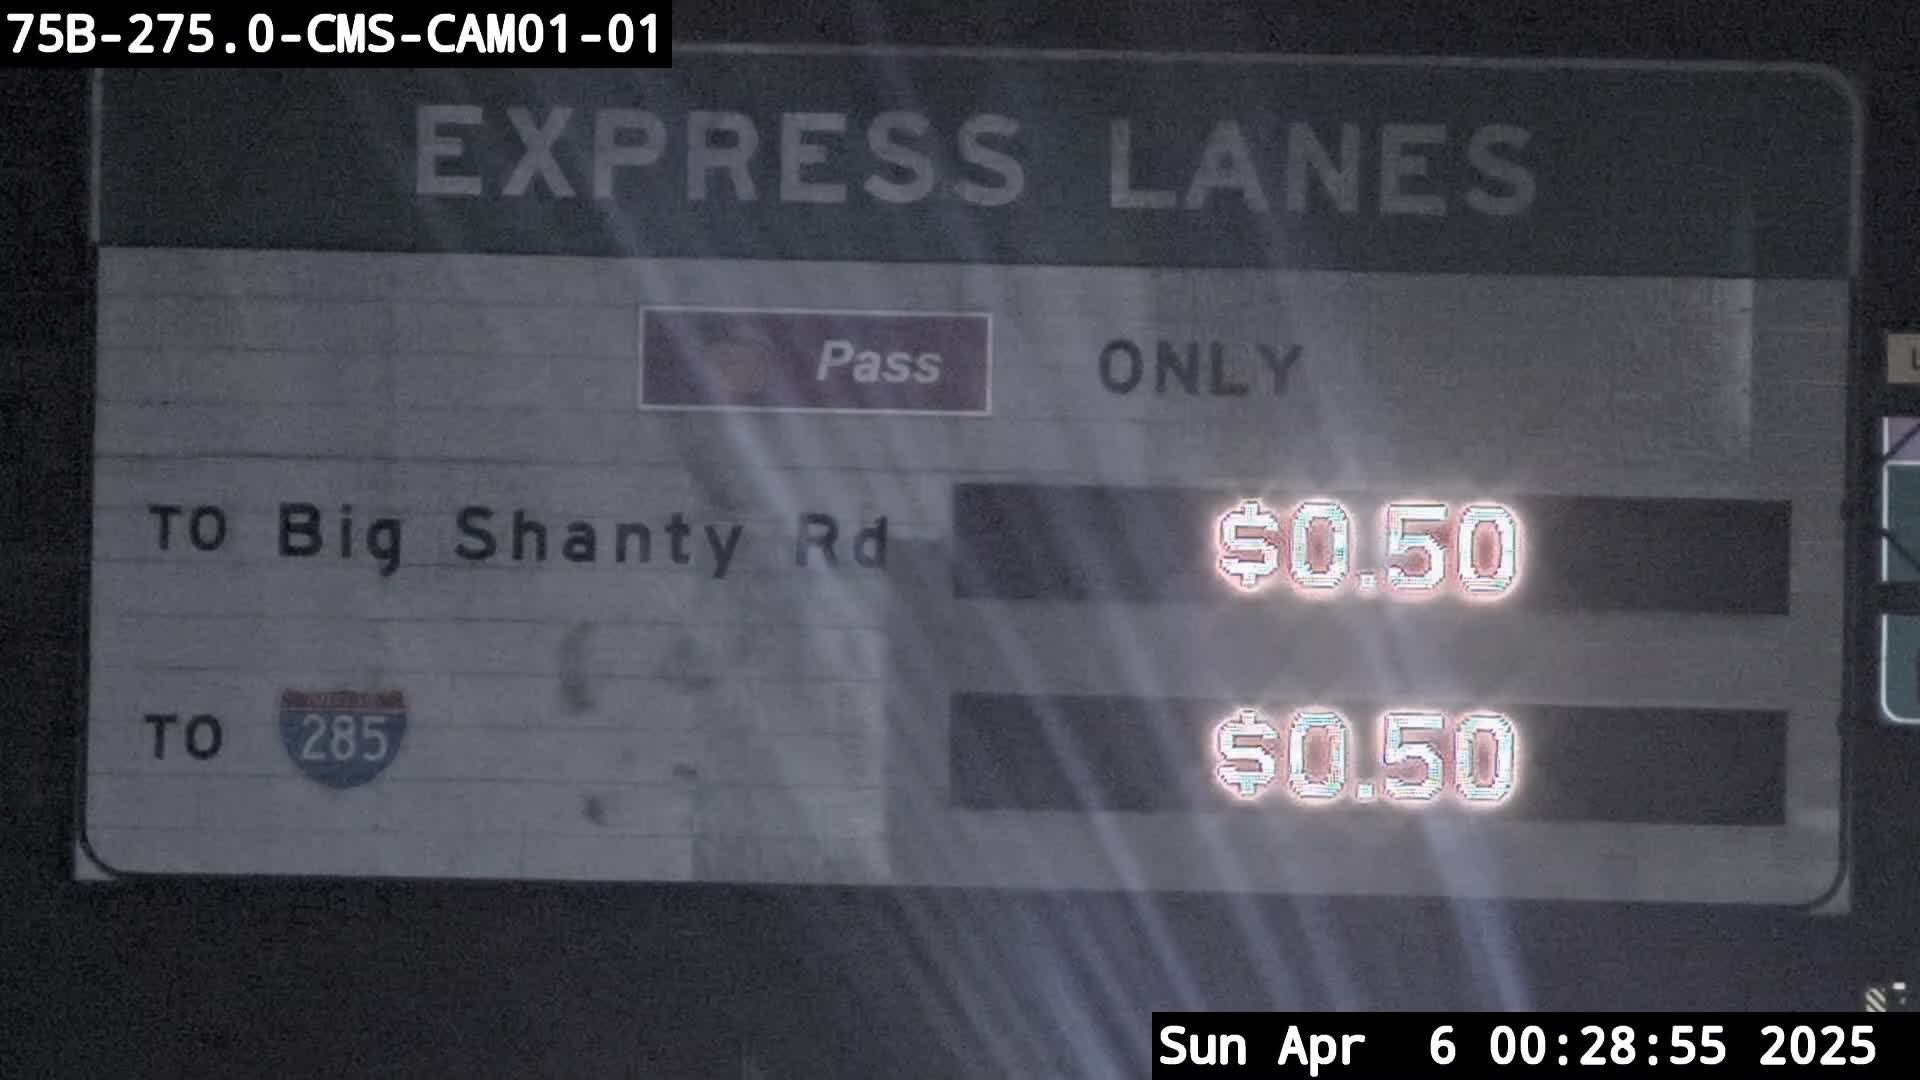 75B-275.0-CMS-CAM01-01
EXPRESS LANES
Pass ONLY
TO Big Shanty Rd $0.50
TO 285 $0.50
Sun Apr 6 00:28:55 2025